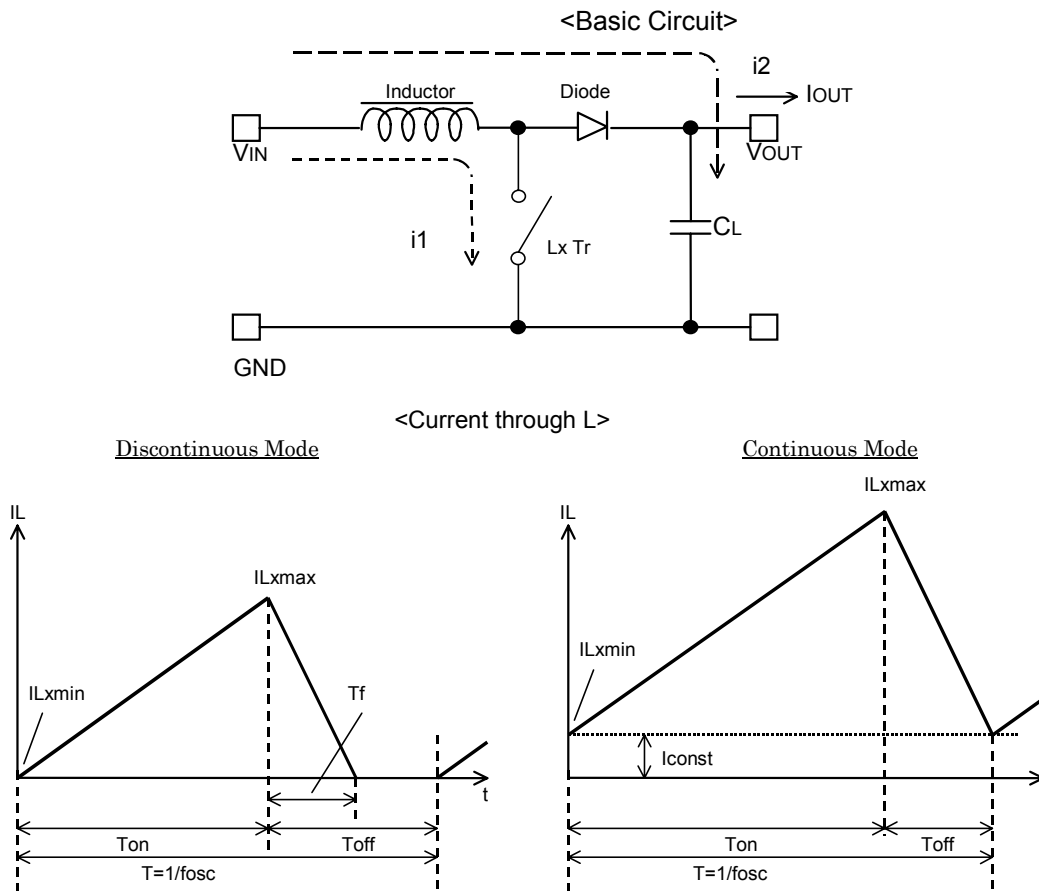 <Basic Circuit>
i2
Inductor
Diode
IOUT
VIN
VOUT
i1
Lx Tr
CL
GND
<Current through L>
Discontinuous Mode
Continuous Mode
IL
ILxmax
ILxmin
Tf
t
Ton
Toff
T=1/fosc
IL
ILxmax
ILxmin
Iconst
Ton
Toff
T=1/fosc